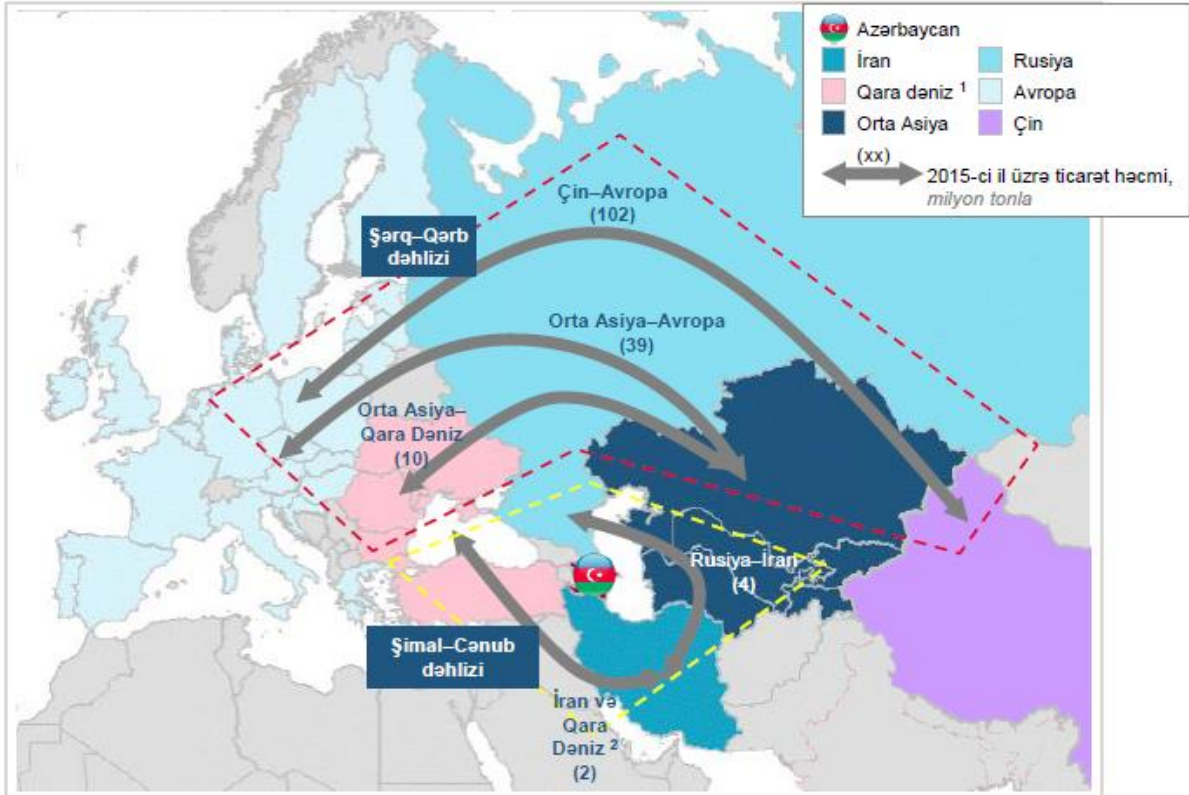 Azərbaycan
İran
Rusiya
Qara dəniz 1
Avropa
Orta Asiya
Çin
(xx)
2015-ci il üzrə ticarət həcmi,
milyon tonla
Çin–Avropa
(102)
Şərq–Qərb
dəhlizi
Orta Asiya–Avropa
(39)
Orta Asiya–
Qara Dəniz
(10)
Rusiya–İran
(4)
Şimal–Cənub
dəhlizi
İran və
Qara
Dəniz 2
(2)